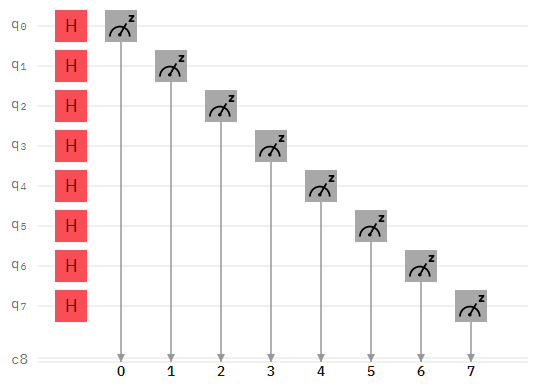 q0 H z
q1 H z
q2 H z
q3 H z
q4 H z
q5 H z
q6 H z
q7 H z
c8
0 1 2 3 4 5 6 7